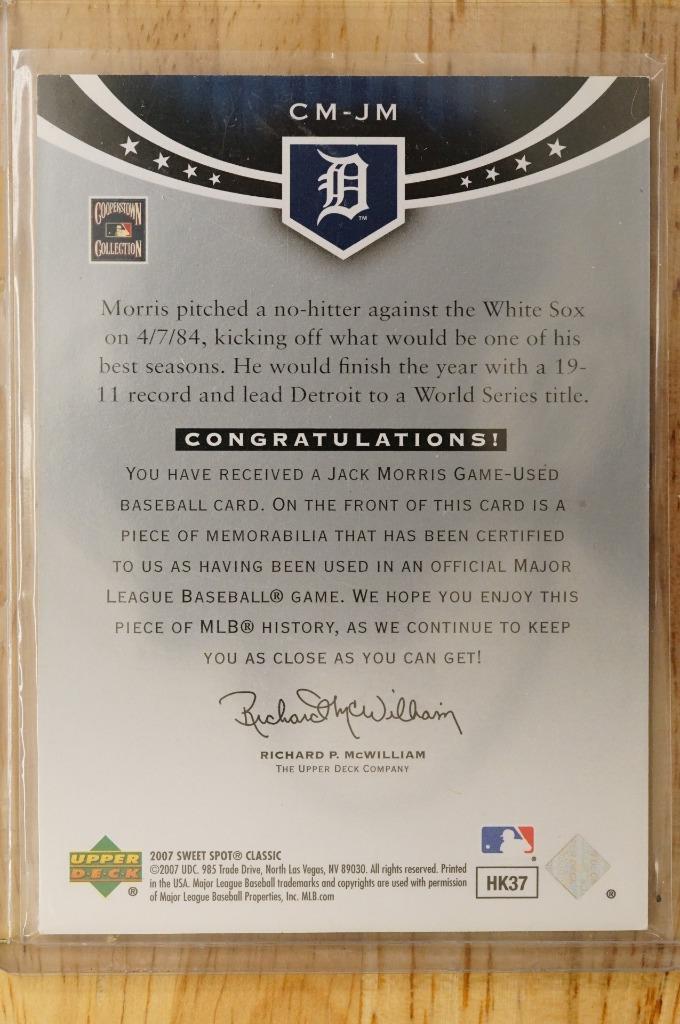 CM-JM
D
TM
COOPERSTOWN
COLLECTION
Morris pitched a no-hitter against the White Sox
on 4/7/84, kicking off what would be one of his
best seasons. He would finish the year with a 19-
11 record and lead Detroit to a World Series title.
CONGRATULATIONS!
YOU HAVE RECEIVED A JACK MORRIS GAME-USED
BASEBALL CARD. ON THE FRONT OF THIS CARD IS A
PIECE OF MEMORABILIA THAT HAS BEEN CERTIFIED
TO US AS HAVING BEEN USED IN AN OFFICIAL MAJOR
LEAGUE BASEBALL® GAME. WE HOPE YOU ENJOY THIS
PIECE OF MLB® HISTORY, AS WE CONTINUE TO KEEP
YOU AS CLOSE AS YOU CAN GET!
Richard P. McWilliam
RICHARD P. MCWILLIAM
THE UPPER DECK COMPANY
UPPER
DECK
®
2007 SWEET SPOT® CLASSIC
©2007 UDC. 985 Trade Drive, North Las Vegas, NV 89030. All rights reserved. Printed
in the USA. Major League Baseball trademarks and copyrights are used with permission
of Major League Baseball Properties, Inc. MLB.com
®
HK37
®